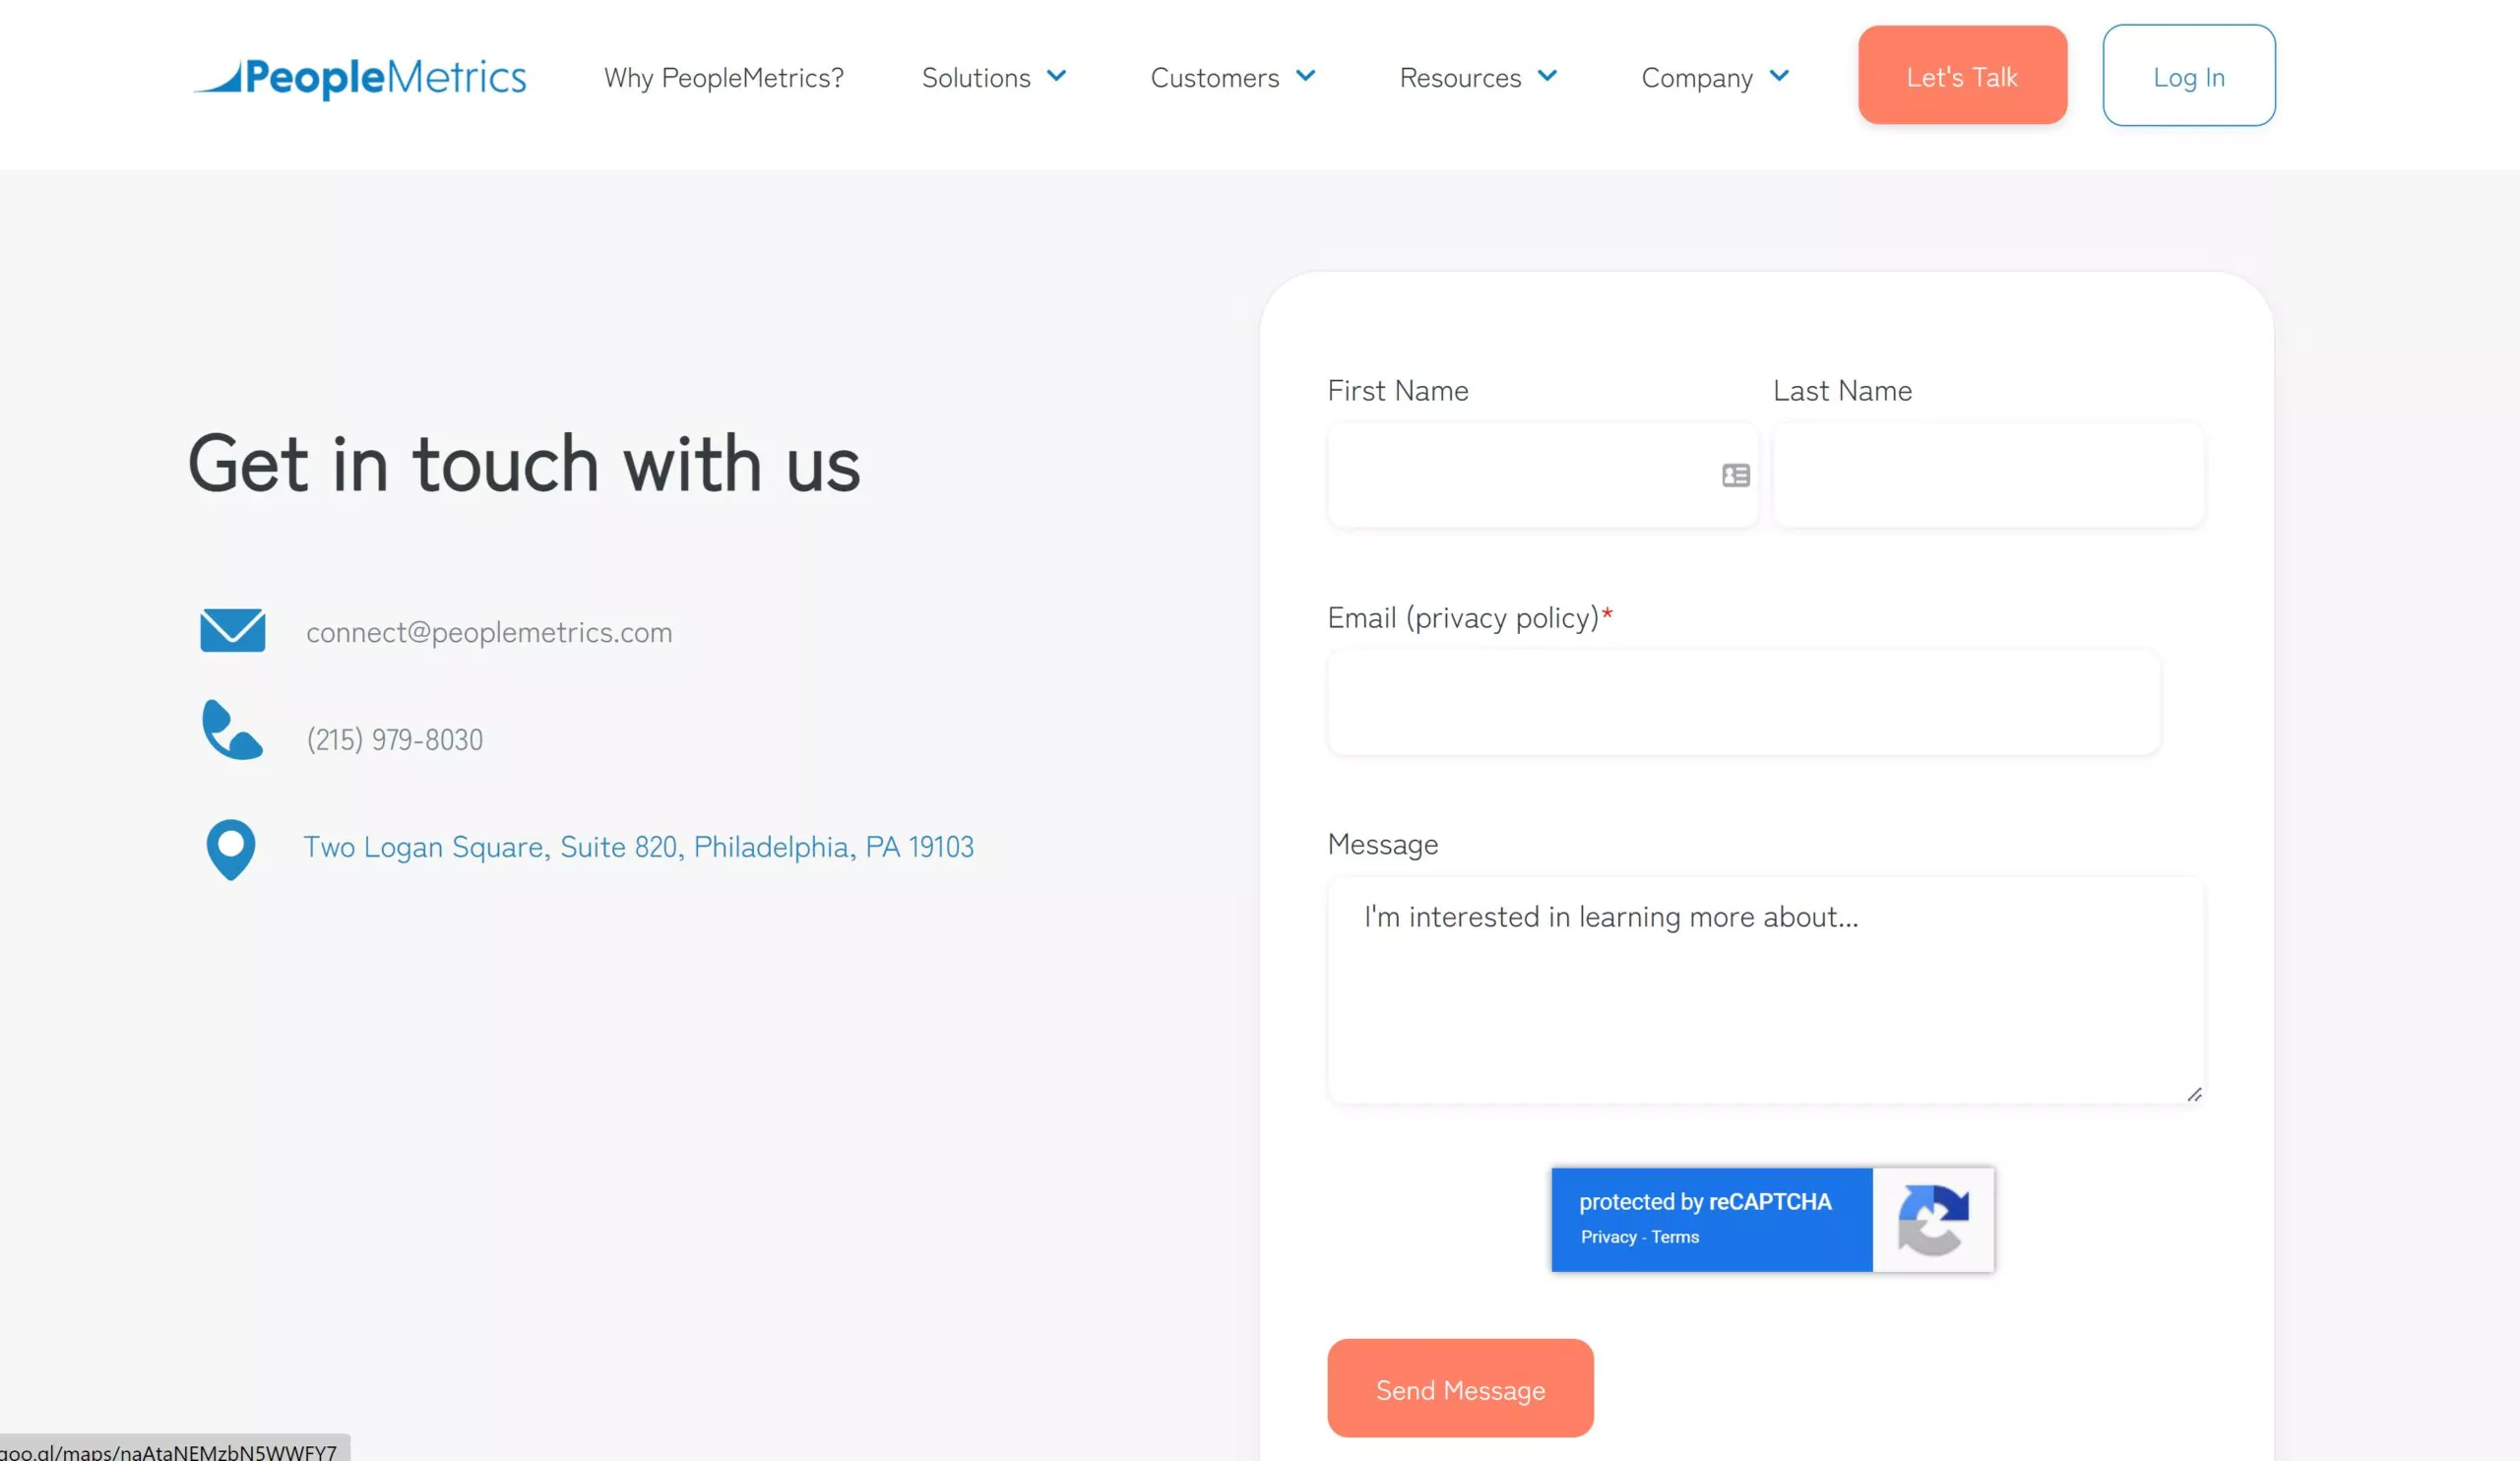 PeopleMetrics
Why PeopleMetrics?
Solutions
Customers
Resources
Company
Let's Talk
Log In
Get in touch with us
connect@peoplemetrics.com
(215) 979-8030
Two Logan Square, Suite 820, Philadelphia, PA 19103
First Name
Last Name
Email (privacy policy)*
Message
I'm interested in learning more about...
protected by reCAPTCHA
Privacy - Terms
Send Message
goo.gl/maps/naAtaNEMzbN5WWFY7